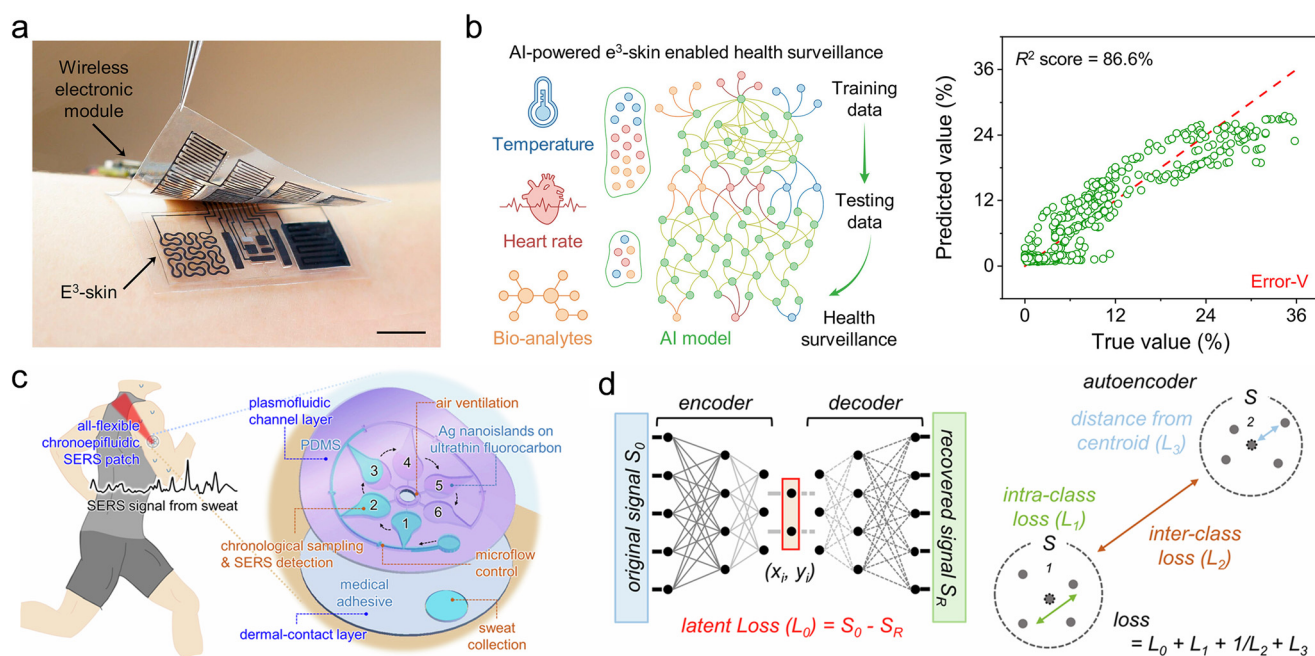 a
Wireless
electronic
module
E³-skin
b
AI-powered e³-skin enabled health surveillance
Temperature
Heart rate
Bio-analytes
AI model
Training
data
Testing
data
Health
surveillance
R² score = 86.6%
Predicted value (%)
36
24
12
0
0
12
24
36
Error-V
True value (%)
c
all-flexible
chronoepifluidic
SERS patch
SERS signal from sweat
plasmofluidic
channel layer
air ventilation
PDMS
Ag nanoislands on
ultrathin fluorocarbon
1
2
3
4
5
6
chronological sampling
& SERS detection
microflow
control
medical
adhesive
dermal-contact layer
sweat
collection
d
encoder
decoder
original signal S₀
recovered signal S_R
(xᵢ, yᵢ)
latent Loss (L₀) = S₀ - S_R
autoencoder
distance from
centroid (L₃)
S
2
intra-class
loss (L₁)
inter-class
loss (L₂)
S
1
loss
= L₀ + L₁ + 1/L₂ + L₃